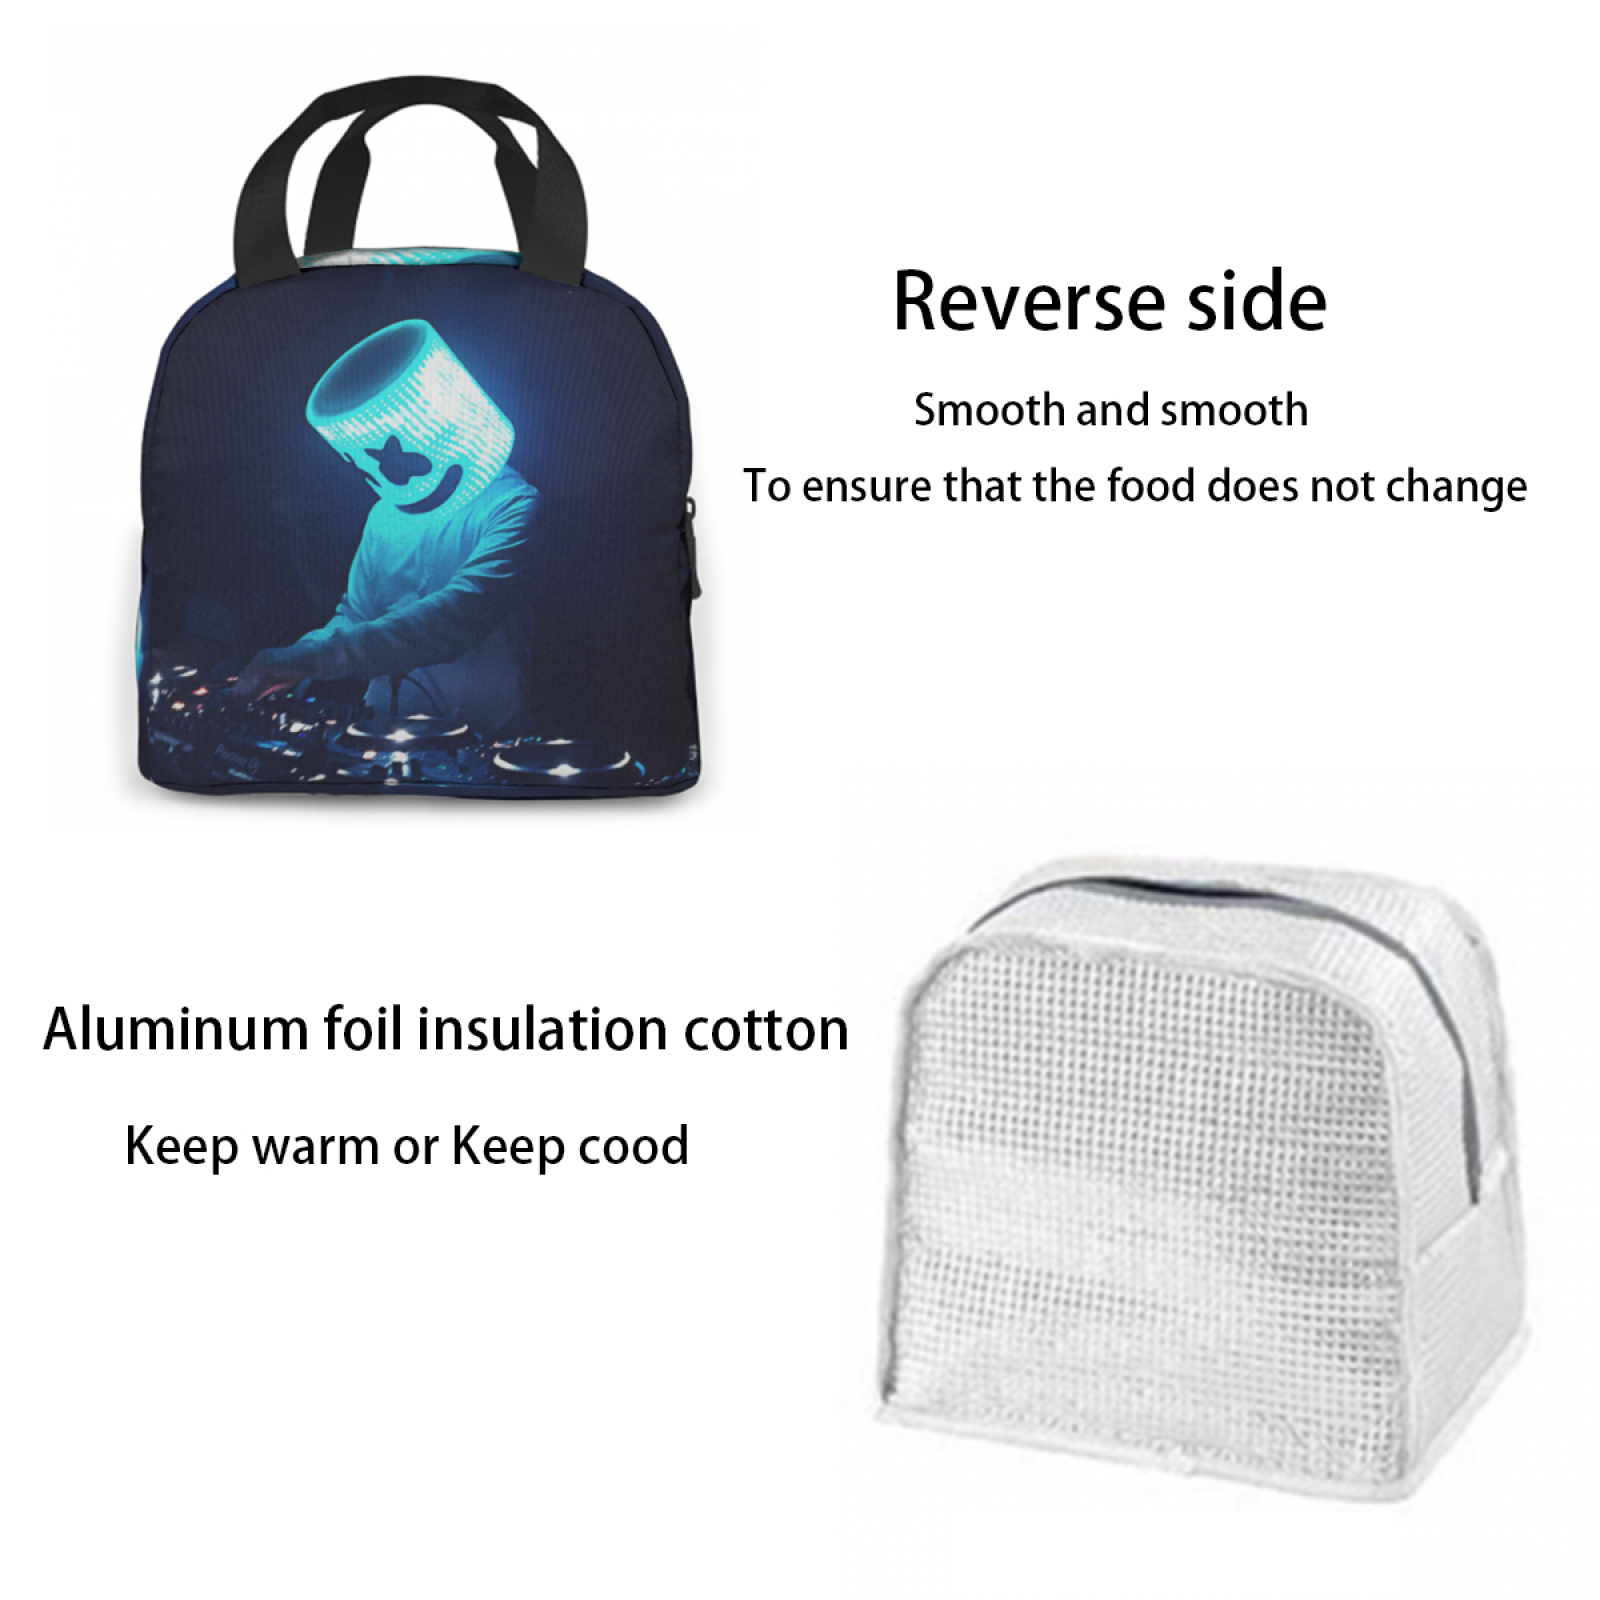 Reverse side
Smooth and smooth
To ensure that the food does not change
Aluminum foil insulation cotton
Keep warm or Keep cood